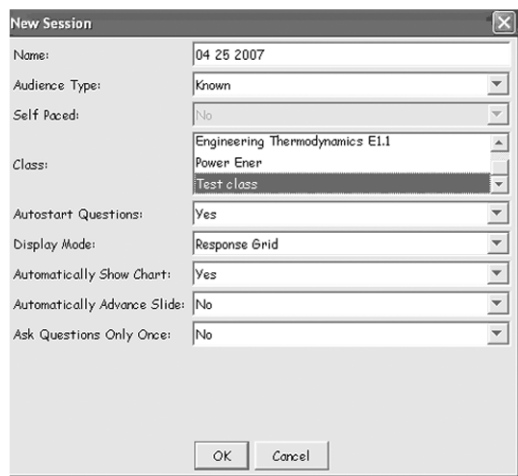 New Session
Name: 04 25 2007
Audience Type: Known
Self Paced: No
Engineering Thermodynamics E1.1
Class: Power Ener
Test class
Autostart Questions: Yes
Display Mode: Response Grid
Automatically Show Chart: Yes
Automatically Advance Slide: No
Ask Questions Only Once: No
OK Cancel